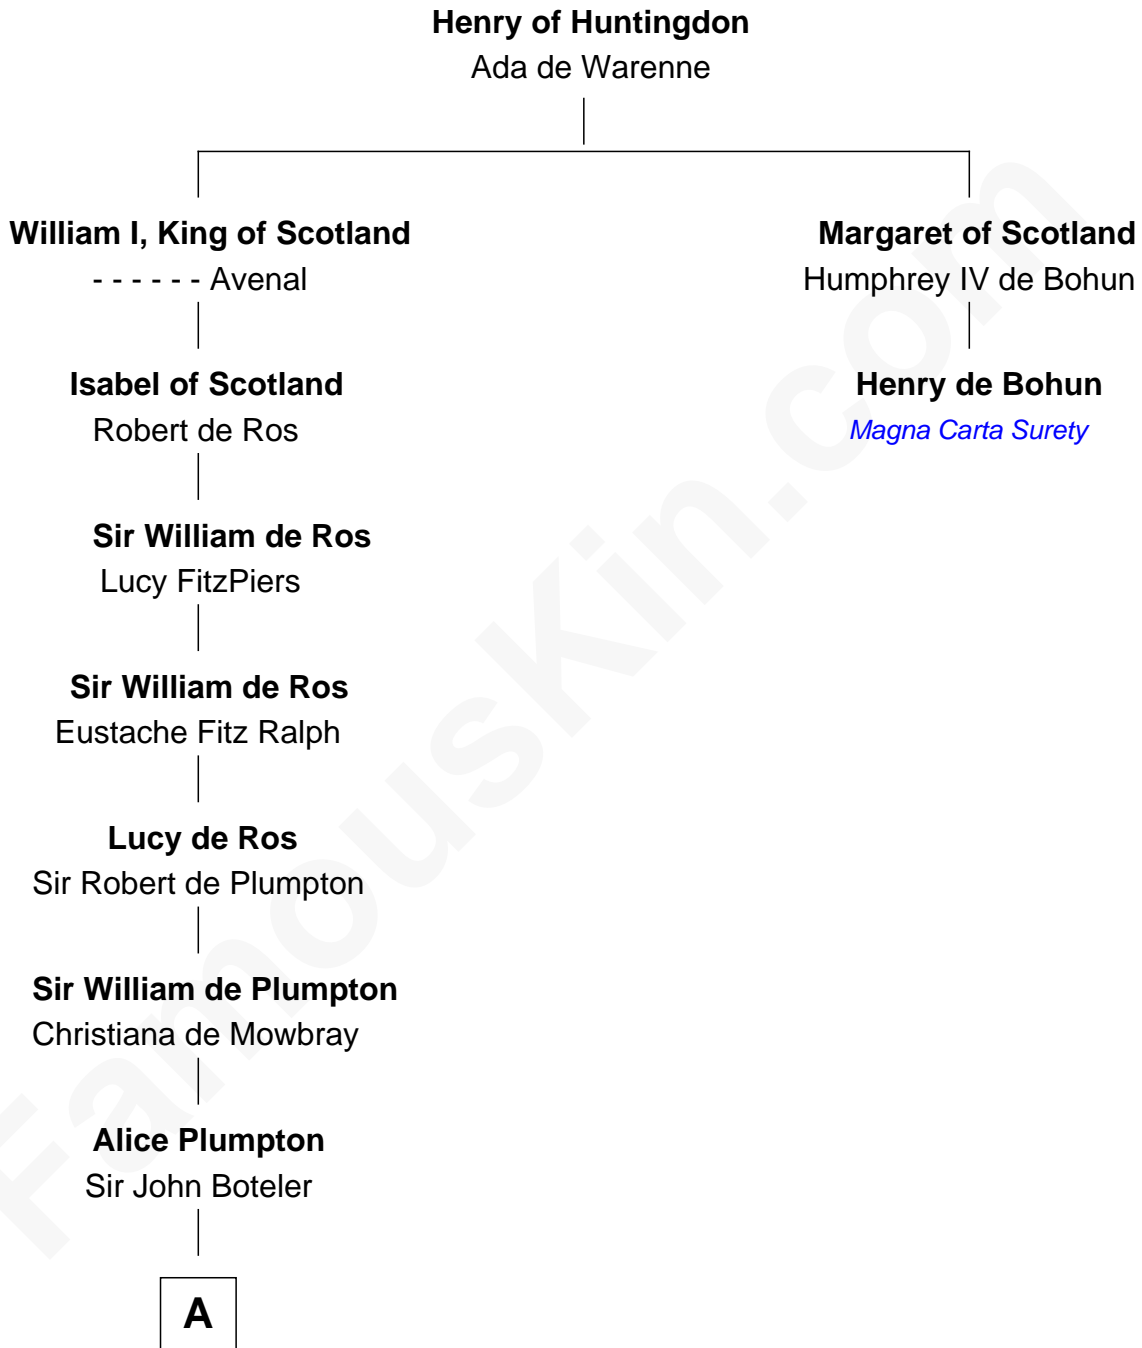 Henry of Huntingdon
Ada de Warenne
William I, King of Scotland
- - - - - - Avenal
Margaret of Scotland
Humphrey IV de Bohun
Isabel of Scotland
Robert de Ros
Henry de Bohun
Magna Carta Surety
Sir William de Ros
Lucy FitzPiers
Sir William de Ros
Eustache Fitz Ralph
Lucy de Ros
Sir Robert de Plumpton
Sir William de Plumpton
Christiana de Mowbray
Alice Plumpton
Sir John Boteler
A
FamousKin.com